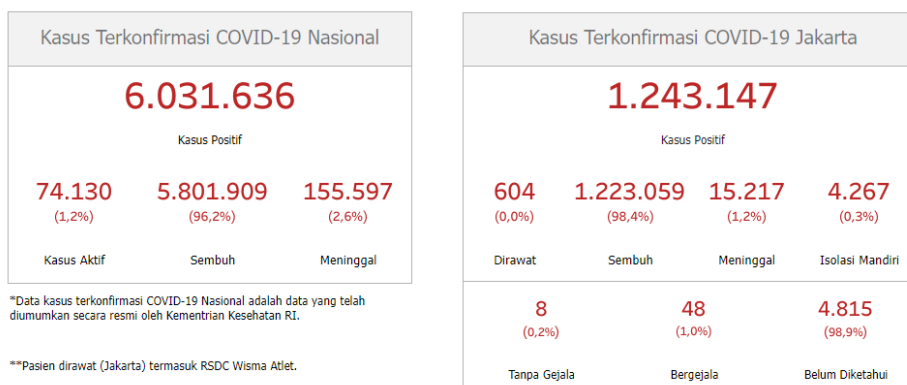 Kasus Terkonfirmasi COVID-19 Nasional
6.031.636
Kasus Positif
74.130 5.801.909 155.597
(1,2%) (96,2%) (2,6%)
Kasus Aktif Sembuh Meninggal
*Data kasus terkonfirmasi COVID-19 Nasional adalah data yang telah
diumumkan secara resmi oleh Kementrian Kesehatan RI.
**Pasien dirawat (Jakarta) termasuk RSDC Wisma Atlet.
Kasus Terkonfirmasi COVID-19 Jakarta
1.243.147
Kasus Positif
604 1.223.059 15.217 4.267
(0,0%) (98,4%) (1,2%) (0,3%)
Dirawat Sembuh Meninggal Isolasi Mandiri
8 48 4.815
(0,2%) (1,0%) (98,9%)
Tanpa Gejala Bergejala Belum Diketahui